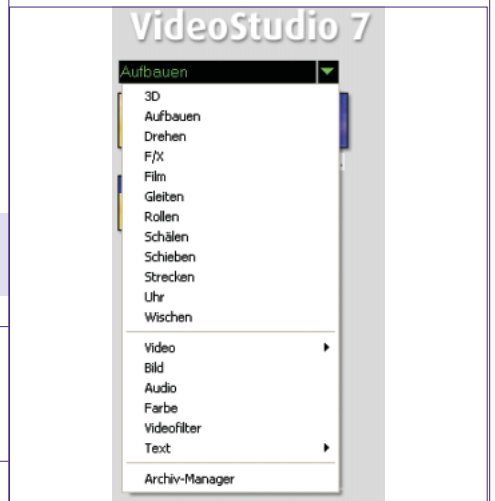 VideoStudio 7
Aufbauen
3D
Aufbauen
Drehen
F/X
Film
Gleiten
Rollen
Schälen
Schieben
Strecken
Uhr
Wischen
Video
Bild
Audio
Farbe
Videofilter
Text
Archiv-Manager